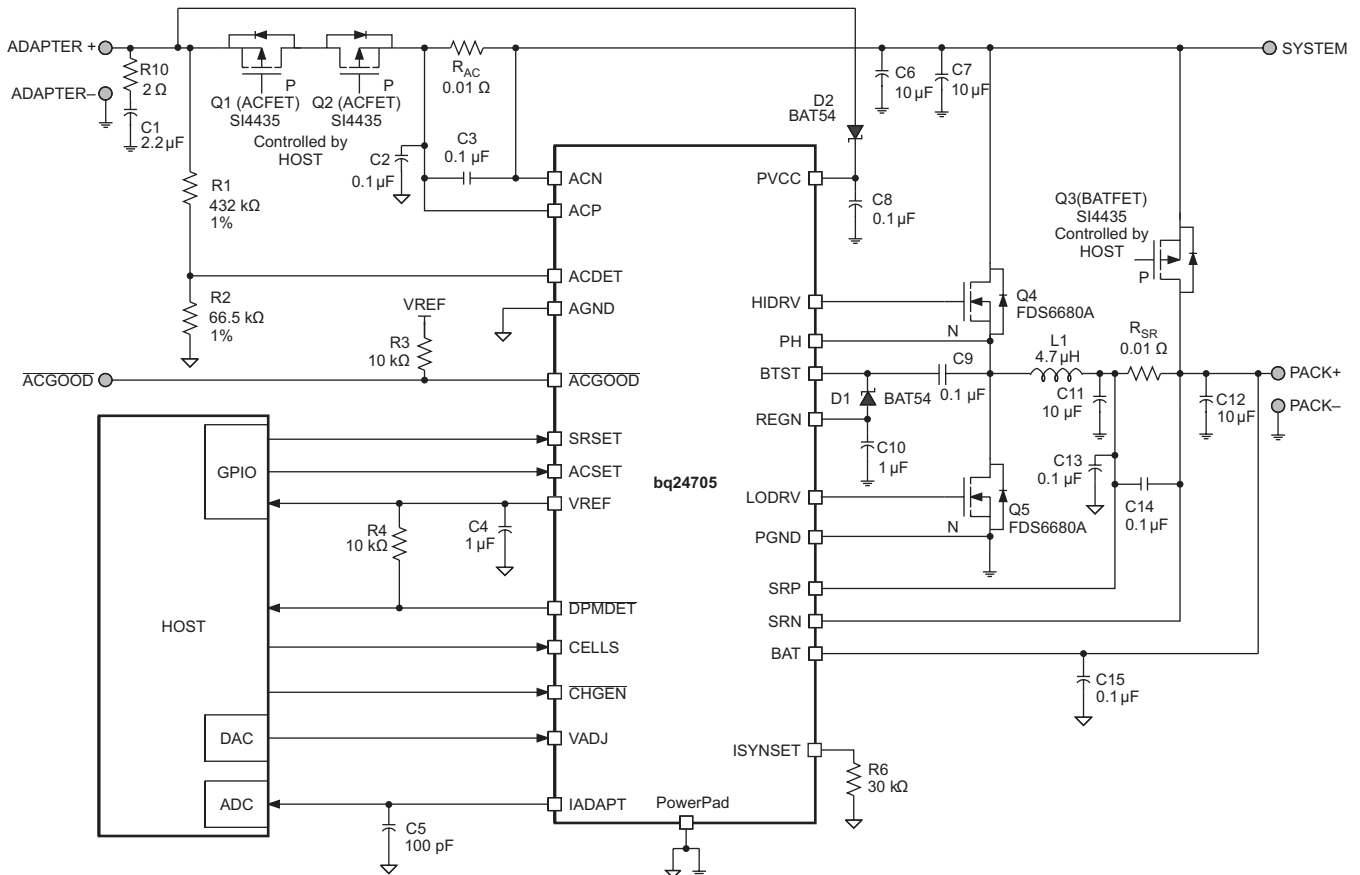 ADAPTER +
ADAPTER–
R10
2 Ω
C1
2.2 µF
P
Q1 (ACFET)
SI4435
P
Q2 (ACFET)
SI4435
Controlled by
HOST
RAC
0.01 Ω
C2
0.1 µF
C3
0.1 µF
R1
432 kΩ
1%
R2
66.5 kΩ
1%
VREF
R3
10 kΩ
ACGOOD
HOST
GPIO
DAC
ADC
R4
10 kΩ
C4
1 µF
C5
100 pF
ACN
ACP
ACDET
AGND
ACGOOD
SRSET
ACSET
VREF
DPMDET
CELLS
CHGEN
VADJ
IADAPT
bq24705
PowerPad
PVCC
HIDRV
PH
BTST
REGN
LODRV
PGND
SRP
SRN
BAT
ISYNSET
D2
BAT54
C6
10 µF
C7
10 µF
SYSTEM
C8
0.1 µF
Q3(BATFET)
SI4435
Controlled by
HOST
P
Q4
FDS6680A
N
C9
0.1 µF
D1
BAT54
C10
1 µF
L1
4.7 µH
RSR
0.01 Ω
C11
10 µF
C12
10 µF
PACK+
PACK–
C13
0.1 µF
C14
0.1 µF
Q5
FDS6680A
N
C15
0.1 µF
R6
30 kΩ